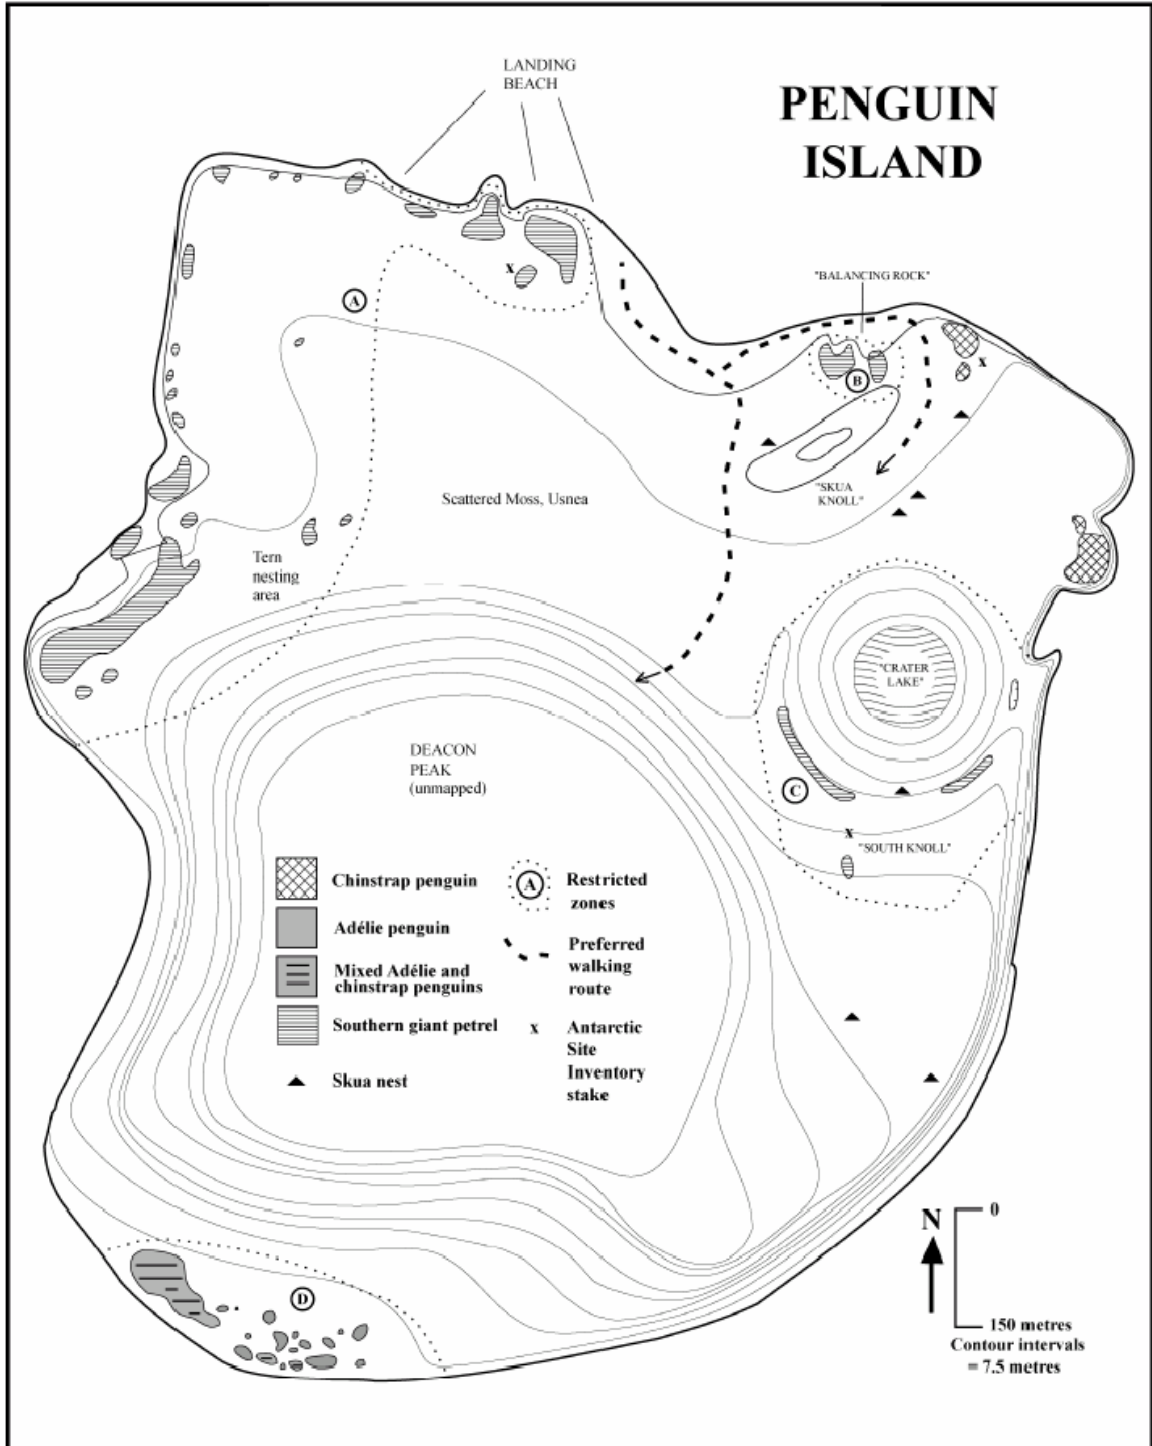 LANDING
BEACH
PENGUIN
ISLAND
"BALANCING ROCK"
A
B
x
x
"SKUA
KNOLL"
Scattered Moss, Usnea
Tern
nesting
area
"CRATER
LAKE"
DEACON
PEAK
(unmapped)
C
x
"SOUTH KNOLL"
Chinstrap penguin
Adélie penguin
Mixed Adélie and
chinstrap penguins
Southern giant petrel
Skua nest
A
Restricted
zones
Preferred
walking
route
x
Antarctic
Site
Inventory
stake
D
N
0
150 metres
Contour intervals
= 7.5 metres